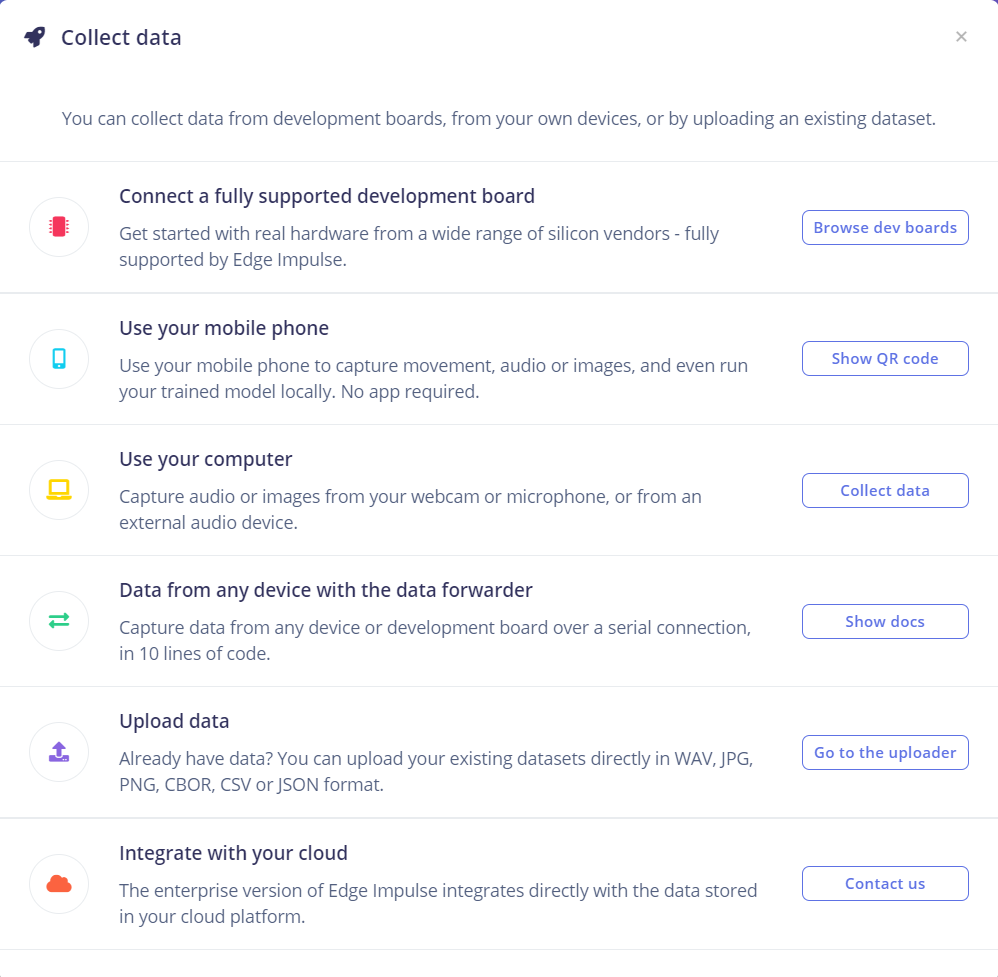 Collect data
×
You can collect data from development boards, from your own devices, or by uploading an existing dataset.
Connect a fully supported development board
Get started with real hardware from a wide range of silicon vendors - fully
supported by Edge Impulse.
Browse dev boards
Use your mobile phone
Use your mobile phone to capture movement, audio or images, and even run
your trained model locally. No app required.
Show QR code
Use your computer
Capture audio or images from your webcam or microphone, or from an
external audio device.
Collect data
Data from any device with the data forwarder
Capture data from any device or development board over a serial connection,
in 10 lines of code.
Show docs
Upload data
Already have data? You can upload your existing datasets directly in WAV, JPG,
PNG, CBOR, CSV or JSON format.
Go to the uploader
Integrate with your cloud
The enterprise version of Edge Impulse integrates directly with the data stored
in your cloud platform.
Contact us